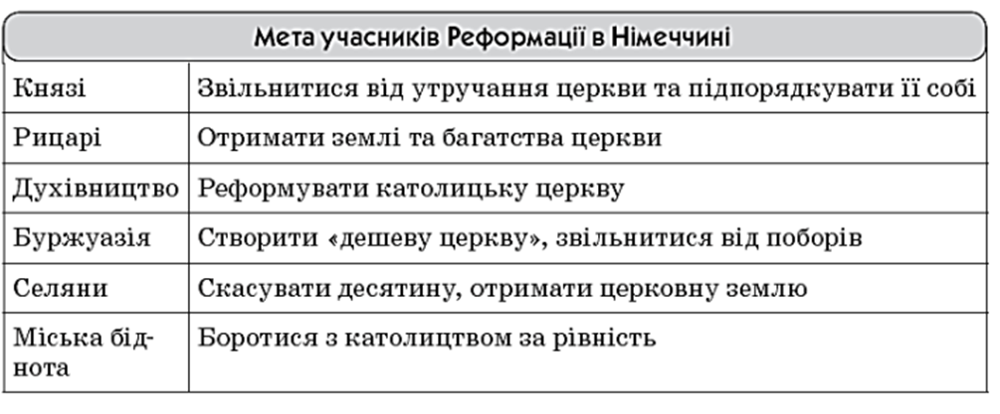 Мета учасників Реформації в Німеччині
Князі Звільнитися від утручання церкви та підпорядкувати її собі
Рицарі Отримати землі та багатства церкви
Духівництво Реформувати католицьку церкву
Буржуазія Створити «дешеву церкву», звільнитися від поборів
Селяни Скасувати десятину, отримати церковну землю
Міська бід- Боротися з католицтвом за рівність
нота